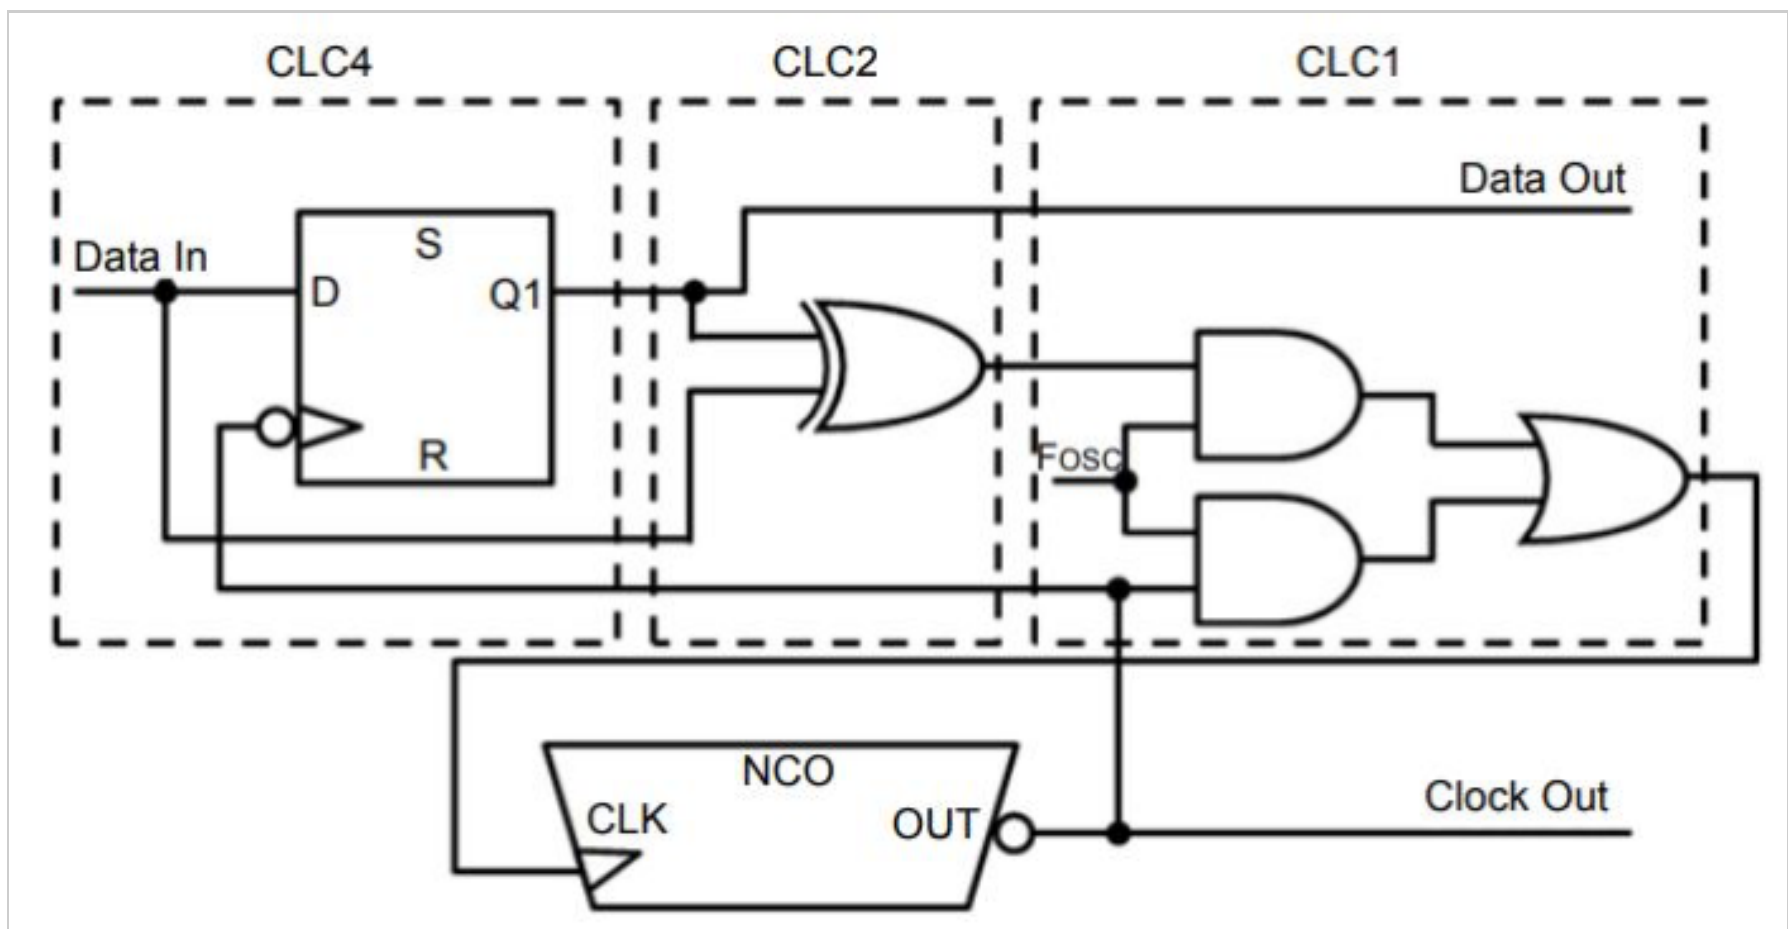 CLC4
CLC2
CLC1
Data Out
Data In
S
D
Q1
R
Fosc
NCO
CLK
OUT
Clock Out